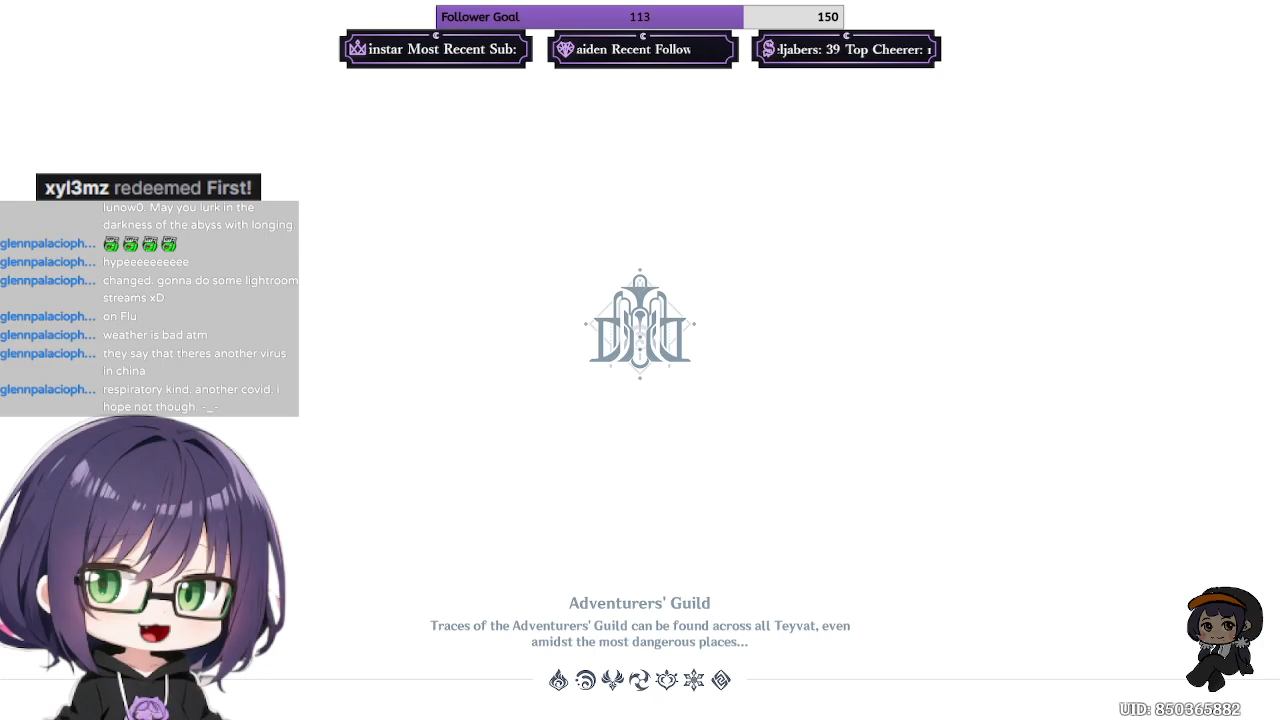 Follower Goal 113 150
instar Most Recent Sub:
aiden Recent Follow
eljabers: 39 Top Cheerer:
xyl3mz redeemed First!
lunow0. May you lurk in the
darkness of the abyss with longing.
glennpalacioph...
glennpalacioph... hypeeeeeeeeee
glennpalacioph... changed. gonna do some lightroom
streams xD
glennpalacioph... on Flu
glennpalacioph... weather is bad atm
glennpalacioph... they say that theres another virus
in china
glennpalacioph... respiratory kind. another covid. i
hope not though. -_-
Adventurers' Guild
Traces of the Adventurers' Guild can be found across all Teyvat, even
amidst the most dangerous places...
UID: 850365882